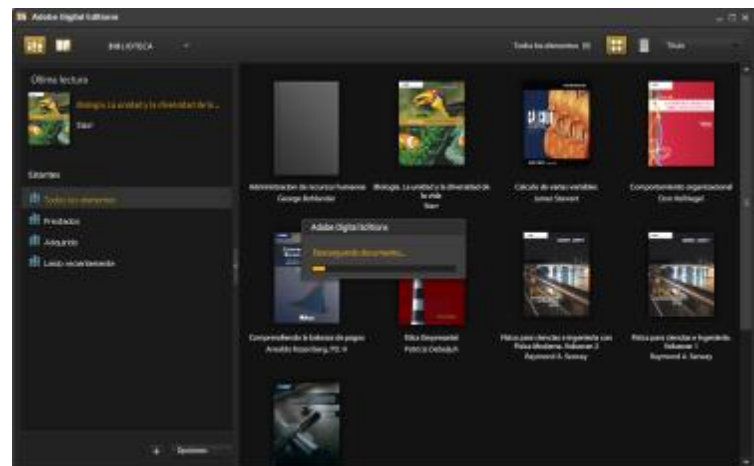 Adobe Digital Editions
BIBLIOTECA
Todos los elementos (9)
Título
Última lectura
Biología. La unidad y la diversidad de la...
Starr
Estantes
Todos los elementos
Prestados
Adquirido
Leído recientemente
Opciones
Administración de recursos humanos
George Bohlander
Biología. La unidad y la diversidad de
la vida
Starr
Cálculo de varias variables
James Stewart
Comportamiento organizacional
Don Hellriegel
Adobe Digital Editions
Descargando documento...
Comprendiendo la balanza de pagos
Arnoldo Rosenberg,
Ética Empresarial
Patricia Debeljuh
Física para ciencias e ingeniería con
Física Moderna. Volumen 2
Raymond A. Serway
Física para ciencias e ingeniería.
Volumen 1
Raymond A. Serway